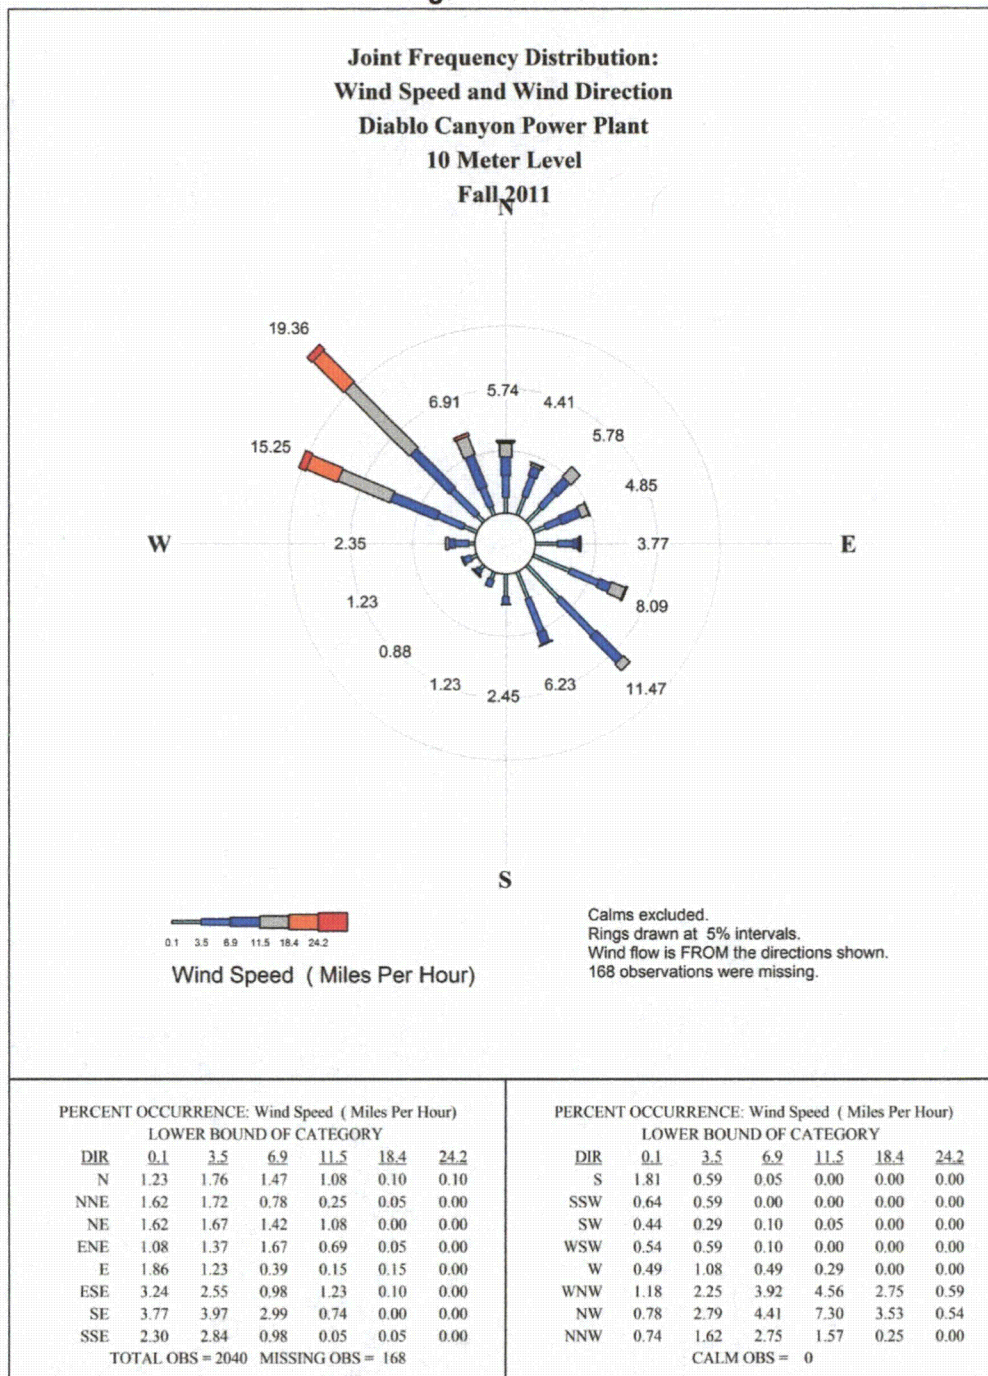 Joint Frequency Distribution:
Wind Speed and Wind Direction
Diablo Canyon Power Plant
10 Meter Level
Fall 2011
N
19.36
5.74
6.91
4.41
5.78
15.25
4.85
W
2.35
3.77
E
1.23
8.09
0.88
1.23
2.45
6.23
11.47
S
0.1 3.5 6.9 11.5 18.4 24.2
Wind Speed ( Miles Per Hour)
Calms excluded.
Rings drawn at 5% intervals.
Wind flow is FROM the directions shown.
168 observations were missing.
PERCENT OCCURRENCE: Wind Speed ( Miles Per Hour)
LOWER BOUND OF CATEGORY
DIR 0.1 3.5 6.9 11.5 18.4 24.2
N 1.23 1.76 1.47 1.08 0.10 0.10
NNE 1.62 1.72 0.78 0.25 0.05 0.00
NE 1.62 1.67 1.42 1.08 0.00 0.00
ENE 1.08 1.37 1.67 0.69 0.05 0.00
E 1.86 1.23 0.39 0.15 0.15 0.00
ESE 3.24 2.55 0.98 1.23 0.10 0.00
SE 3.77 3.97 2.99 0.74 0.00 0.00
SSE 2.30 2.84 0.98 0.05 0.05 0.00
TOTAL OBS = 2040 MISSING OBS = 168
PERCENT OCCURRENCE: Wind Speed ( Miles Per Hour)
LOWER BOUND OF CATEGORY
DIR 0.1 3.5 6.9 11.5 18.4 24.2
S 1.81 0.59 0.05 0.00 0.00 0.00
SSW 0.64 0.59 0.00 0.00 0.00 0.00
SW 0.44 0.29 0.10 0.05 0.00 0.00
WSW 0.54 0.59 0.10 0.00 0.00 0.00
W 0.49 1.08 0.49 0.29 0.00 0.00
WNW 1.18 2.25 3.92 4.56 2.75 0.59
NW 0.78 2.79 4.41 7.30 3.53 0.54
NNW 0.74 1.62 2.75 1.57 0.25 0.00
CALM OBS = 0